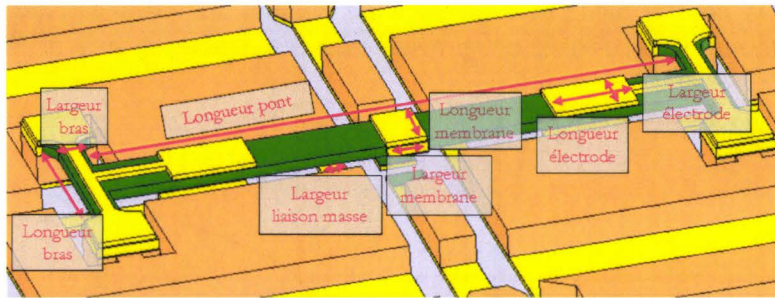 Largeur
bras
Longueur pont
Longueur
membrane
Largeur
électrode
Longueur
électrode
Largeur
membrane
Largeur
liaison masse
Longueur
bras